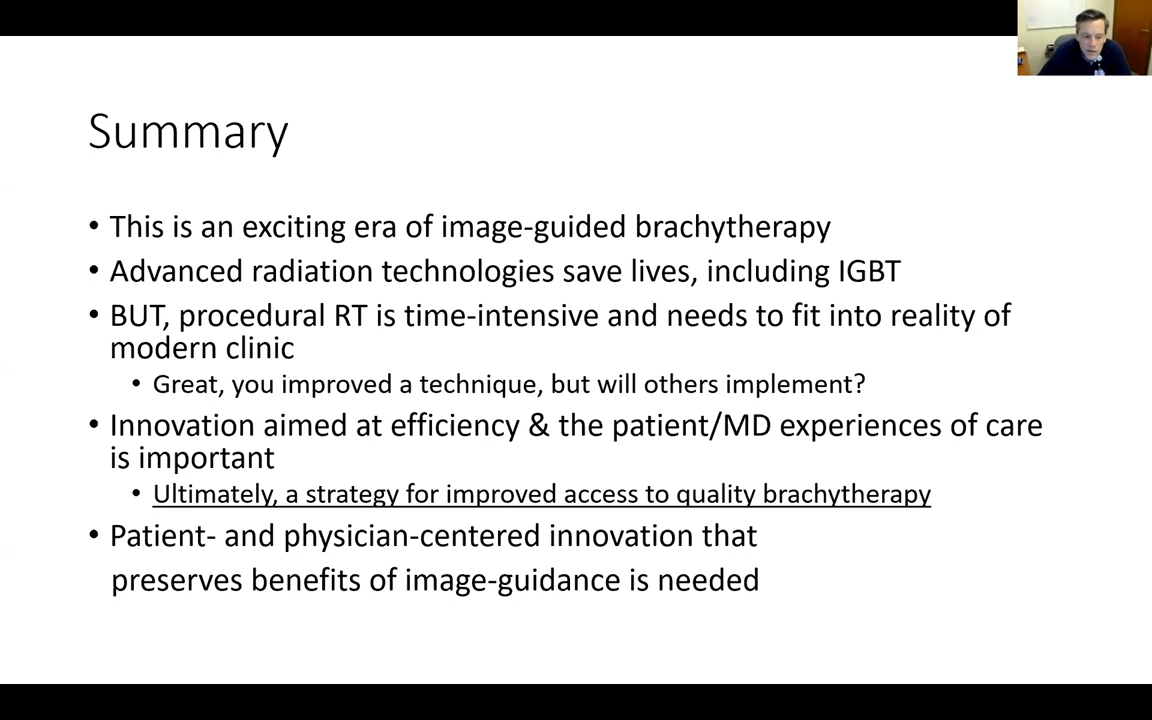 Summary
• This is an exciting era of image-guided brachytherapy
• Advanced radiation technologies save lives, including IGBT
• BUT, procedural RT is time-intensive and needs to fit into reality of
modern clinic
• Great, you improved a technique, but will others implement?
• Innovation aimed at efficiency & the patient/MD experiences of care
is important
• Ultimately, a strategy for improved access to quality brachytherapy
• Patient- and physician-centered innovation that
preserves benefits of image-guidance is needed